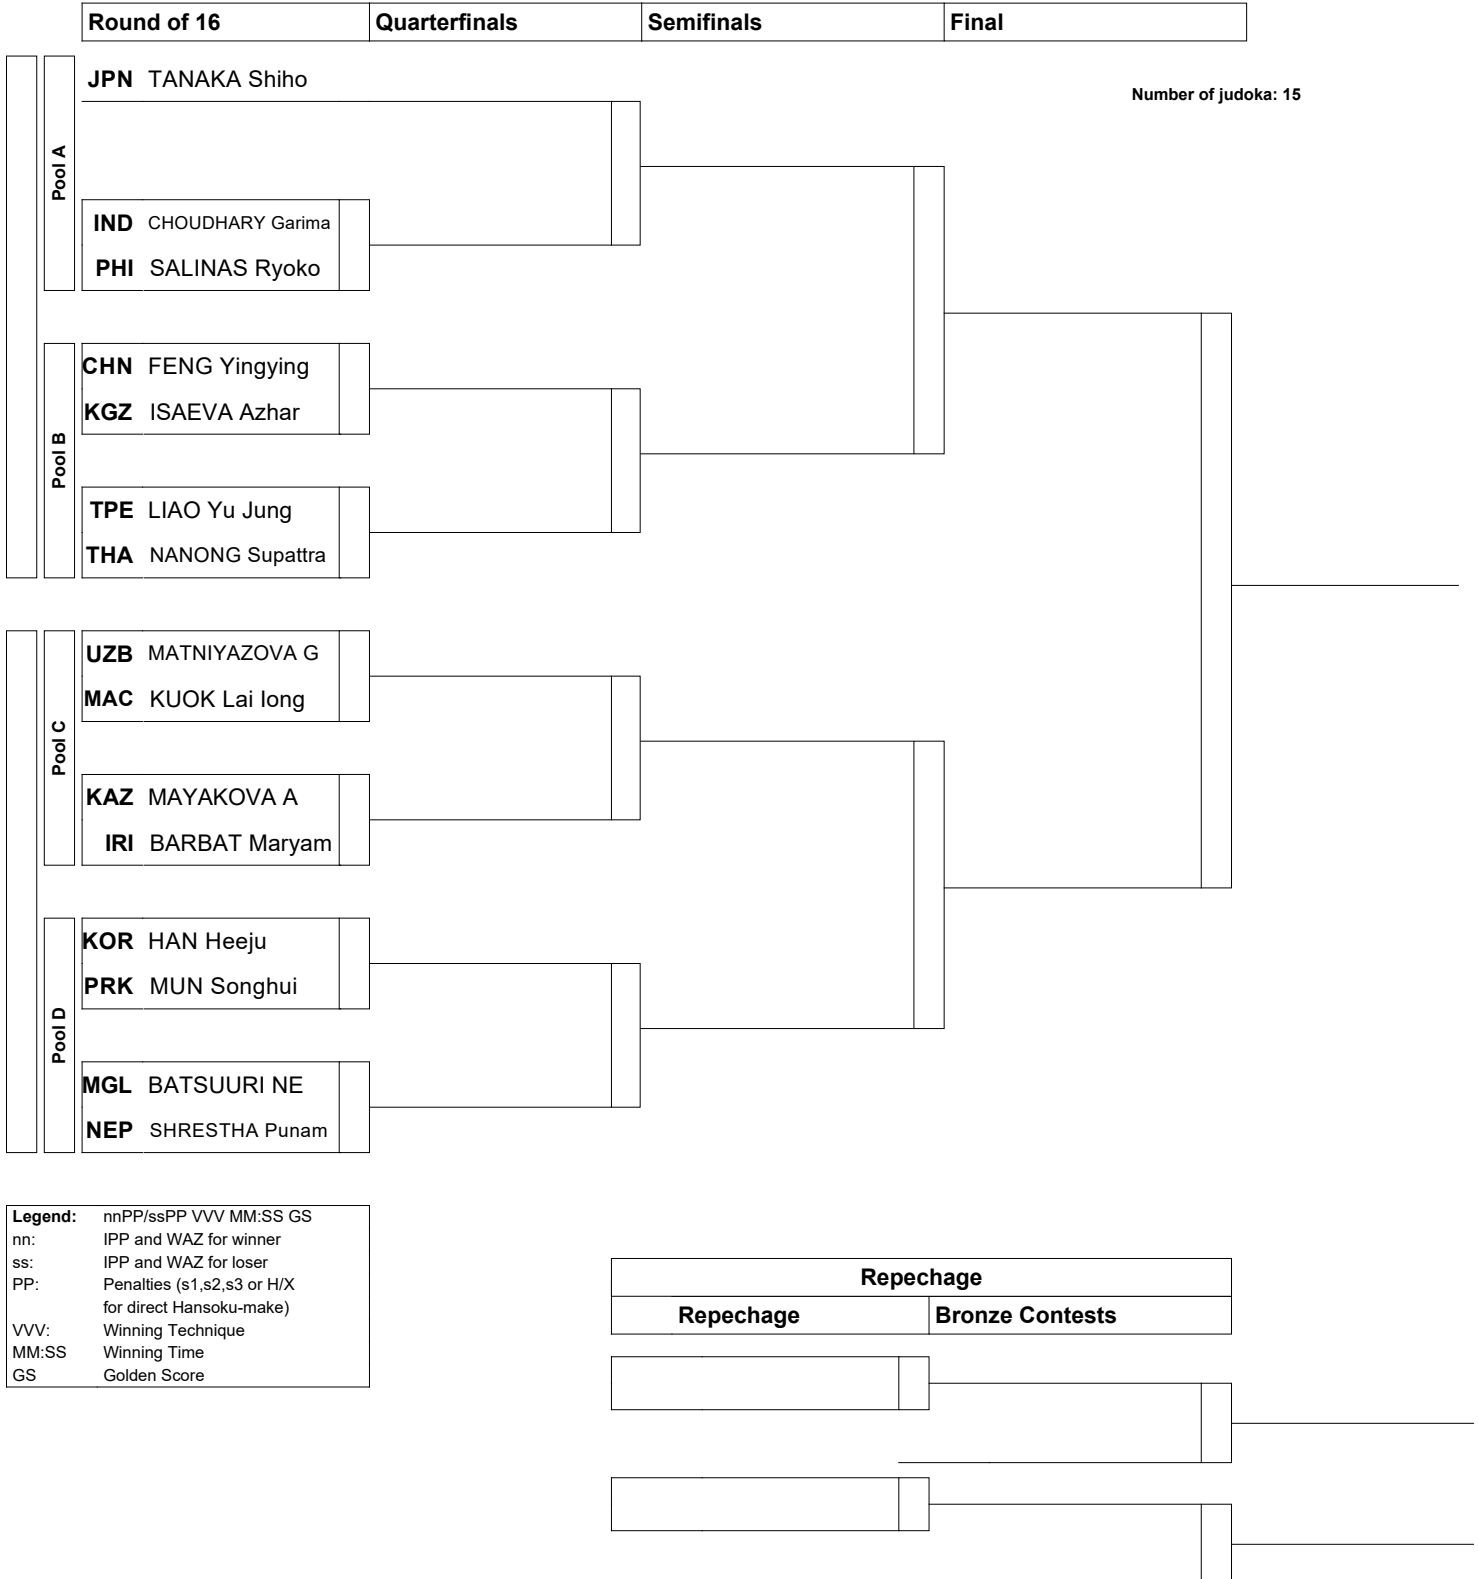 Round of 16 Quarterfinals Semifinals Final
JPN TANAKA Shiho
Number of judoka: 15
Pool A
IND CHOUDHARY Garima
PHI SALINAS Ryoko
CHN FENG Yingying
KGZ ISAEVA Azhar
Pool B
TPE LIAO Yu Jung
THA NANONG Supattra
UZB MATNIYAZOVA G
MAC KUOK Lai Iong
Pool C
KAZ MAYAKOVA A
IRI BARBAT Maryam
KOR HAN Heeju
PRK MUN Songhui
Pool D
MGL BATSUURI NE
NEP SHRESTHA Punam
Legend: nnPP/ssPP VVV MM:SS GS
nn: IPP and WAZ for winner
ss: IPP and WAZ for loser
PP: Penalties (s1,s2,s3 or H/X
for direct Hansoku-make)
VVV: Winning Technique
MM:SS Winning Time
GS Golden Score
Repechage
Repechage Bronze Contests